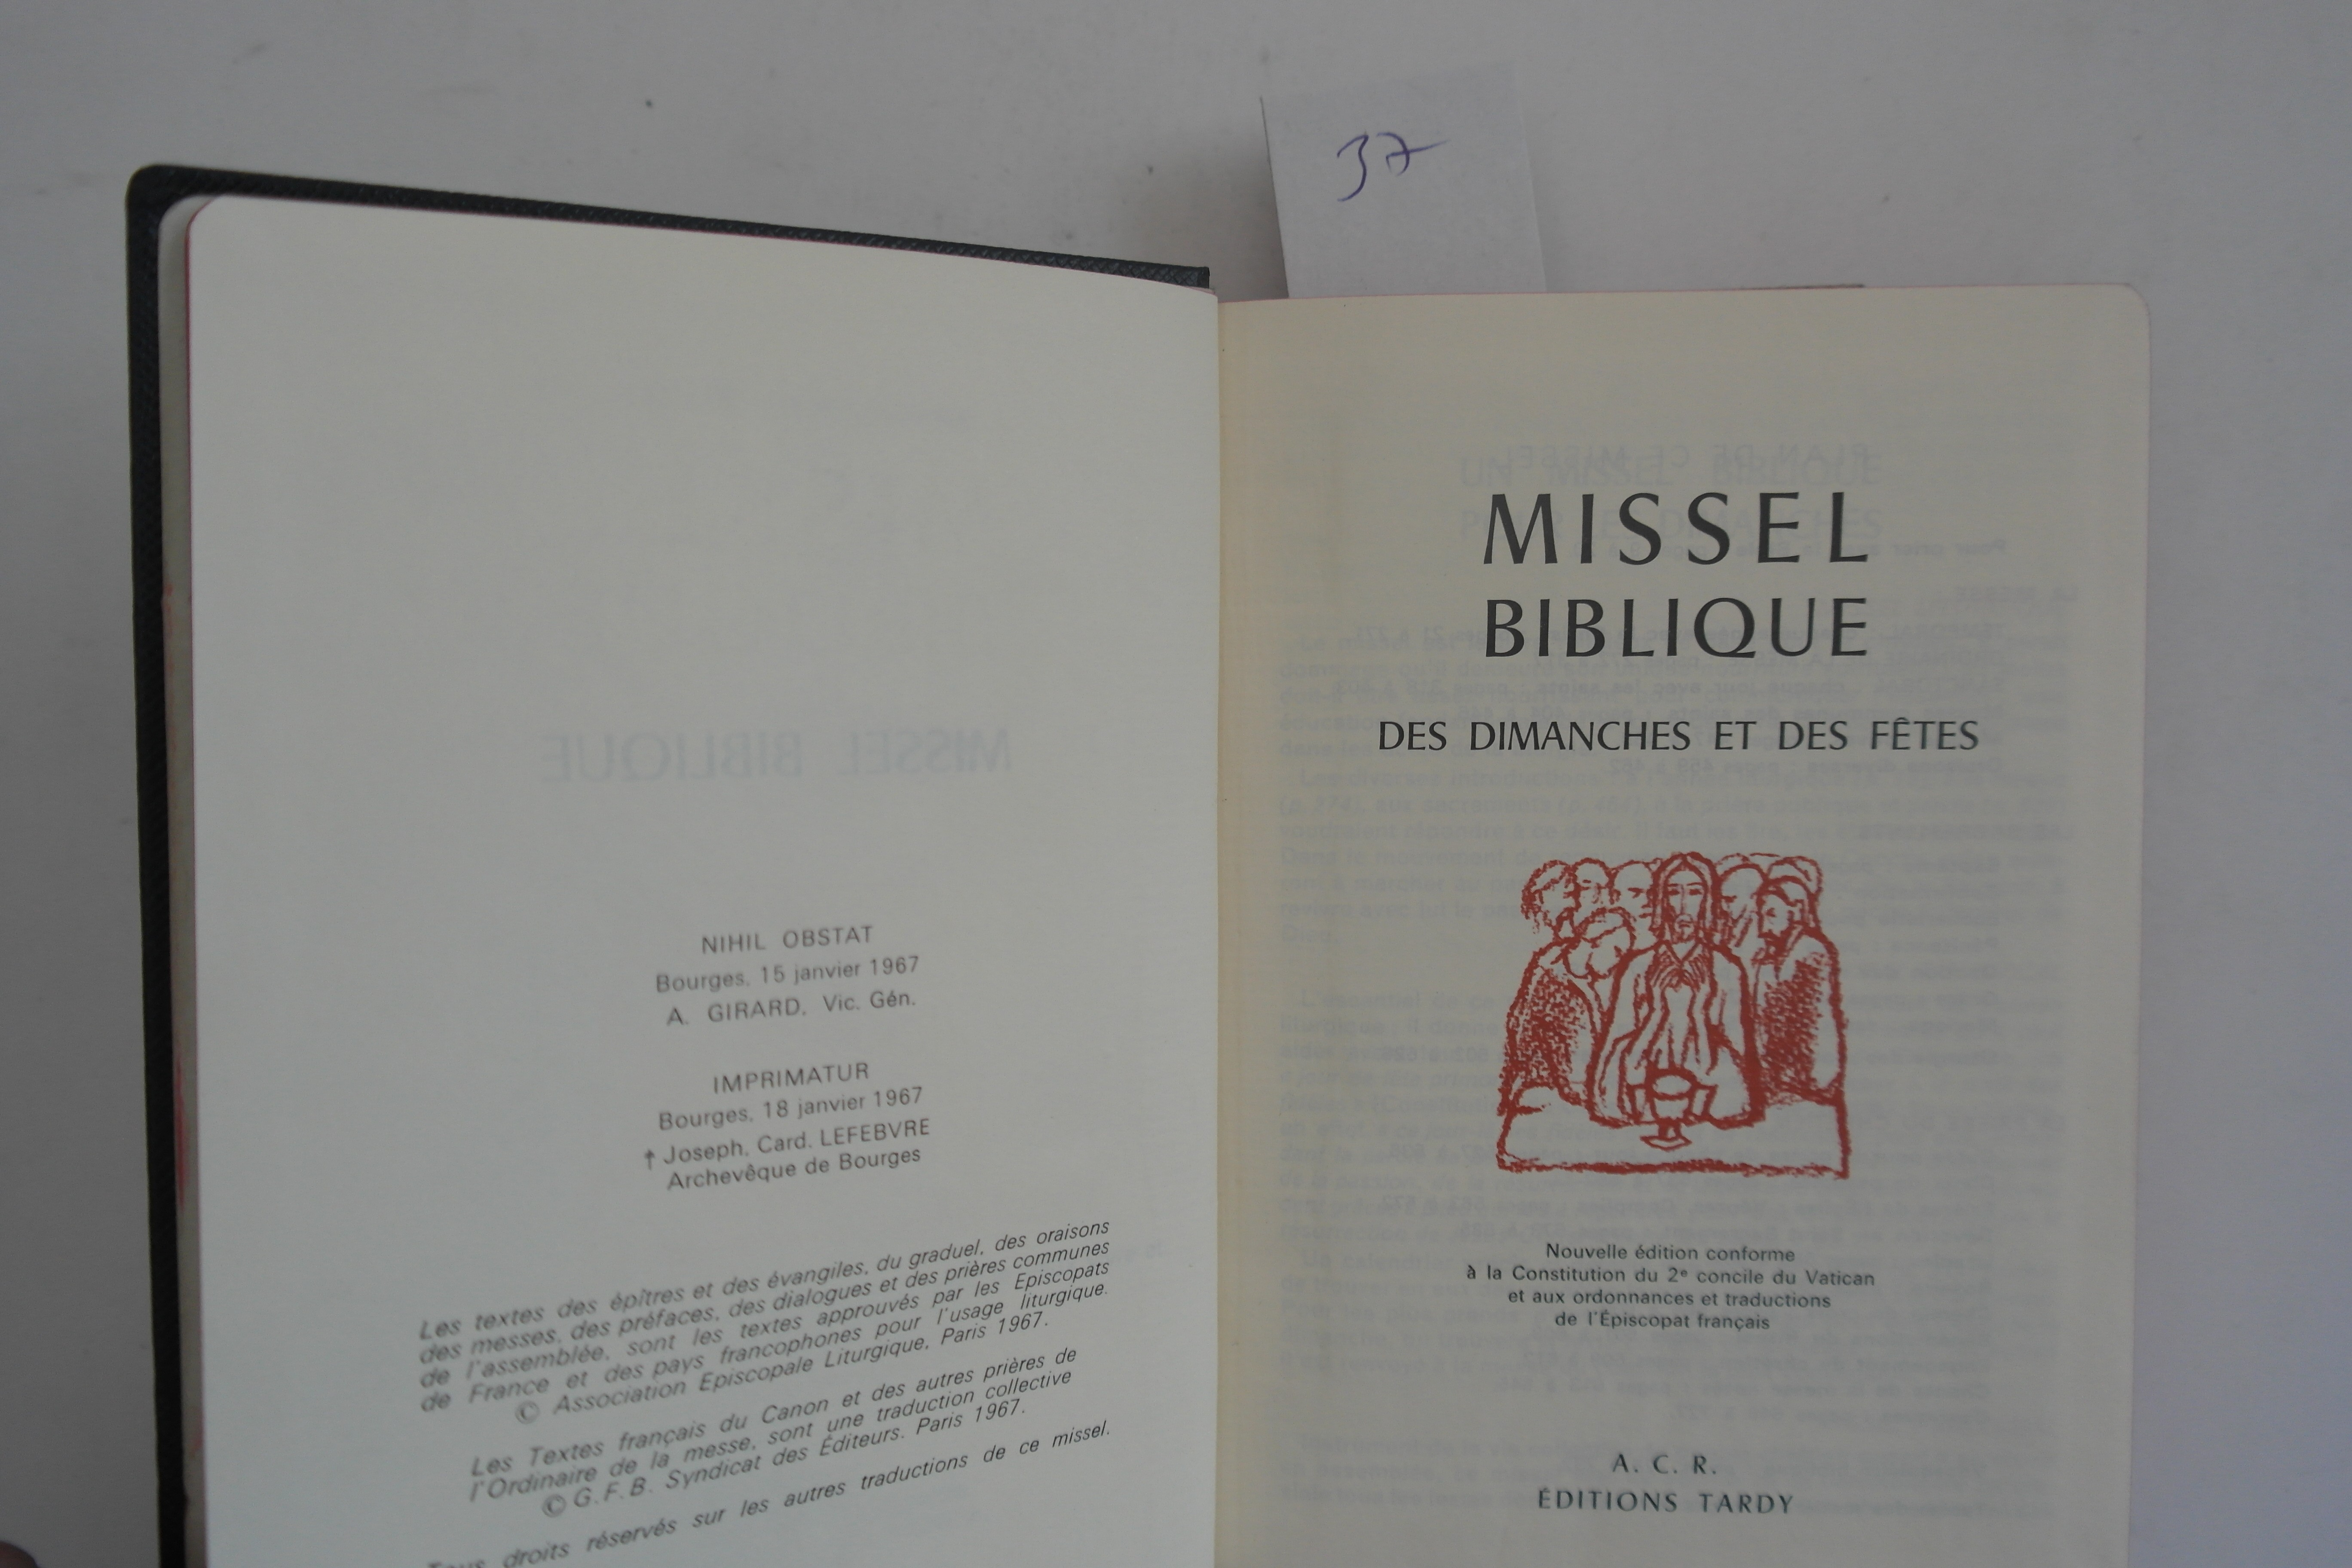 37
NIHIL OBSTAT
Bourges, 15 janvier 1967
A. GIRARD, Vic. Gén.
IMPRIMATUR
Bourges, 18 janvier 1967
† Joseph, Card. LEFEBVRE
Archevêque de Bourges
Les textes des épîtres et des évangiles, du graduel, des oraisons
des messes, des préfaces, des dialogues et des prières communes
de l'assemblée, sont les textes approuvés par les Episcopats
de France et des pays francophones pour l'usage liturgique.
© Association Episcopale Liturgique, Paris 1967.
Les Textes français du Canon et des autres prières de
l'Ordinaire de la messe, sont une traduction collective
© G.F.B. Syndicat des Éditeurs. Paris 1967.
Tous droits réservés sur les autres traductions de ce missel.
MISSEL
BIBLIQUE
DES DIMANCHES ET DES FÊTES
Nouvelle édition conforme
à la Constitution du 2e concile du Vatican
et aux ordonnances et traductions
de l'Épiscopat français
A. C. R.
ÉDITIONS TARDY